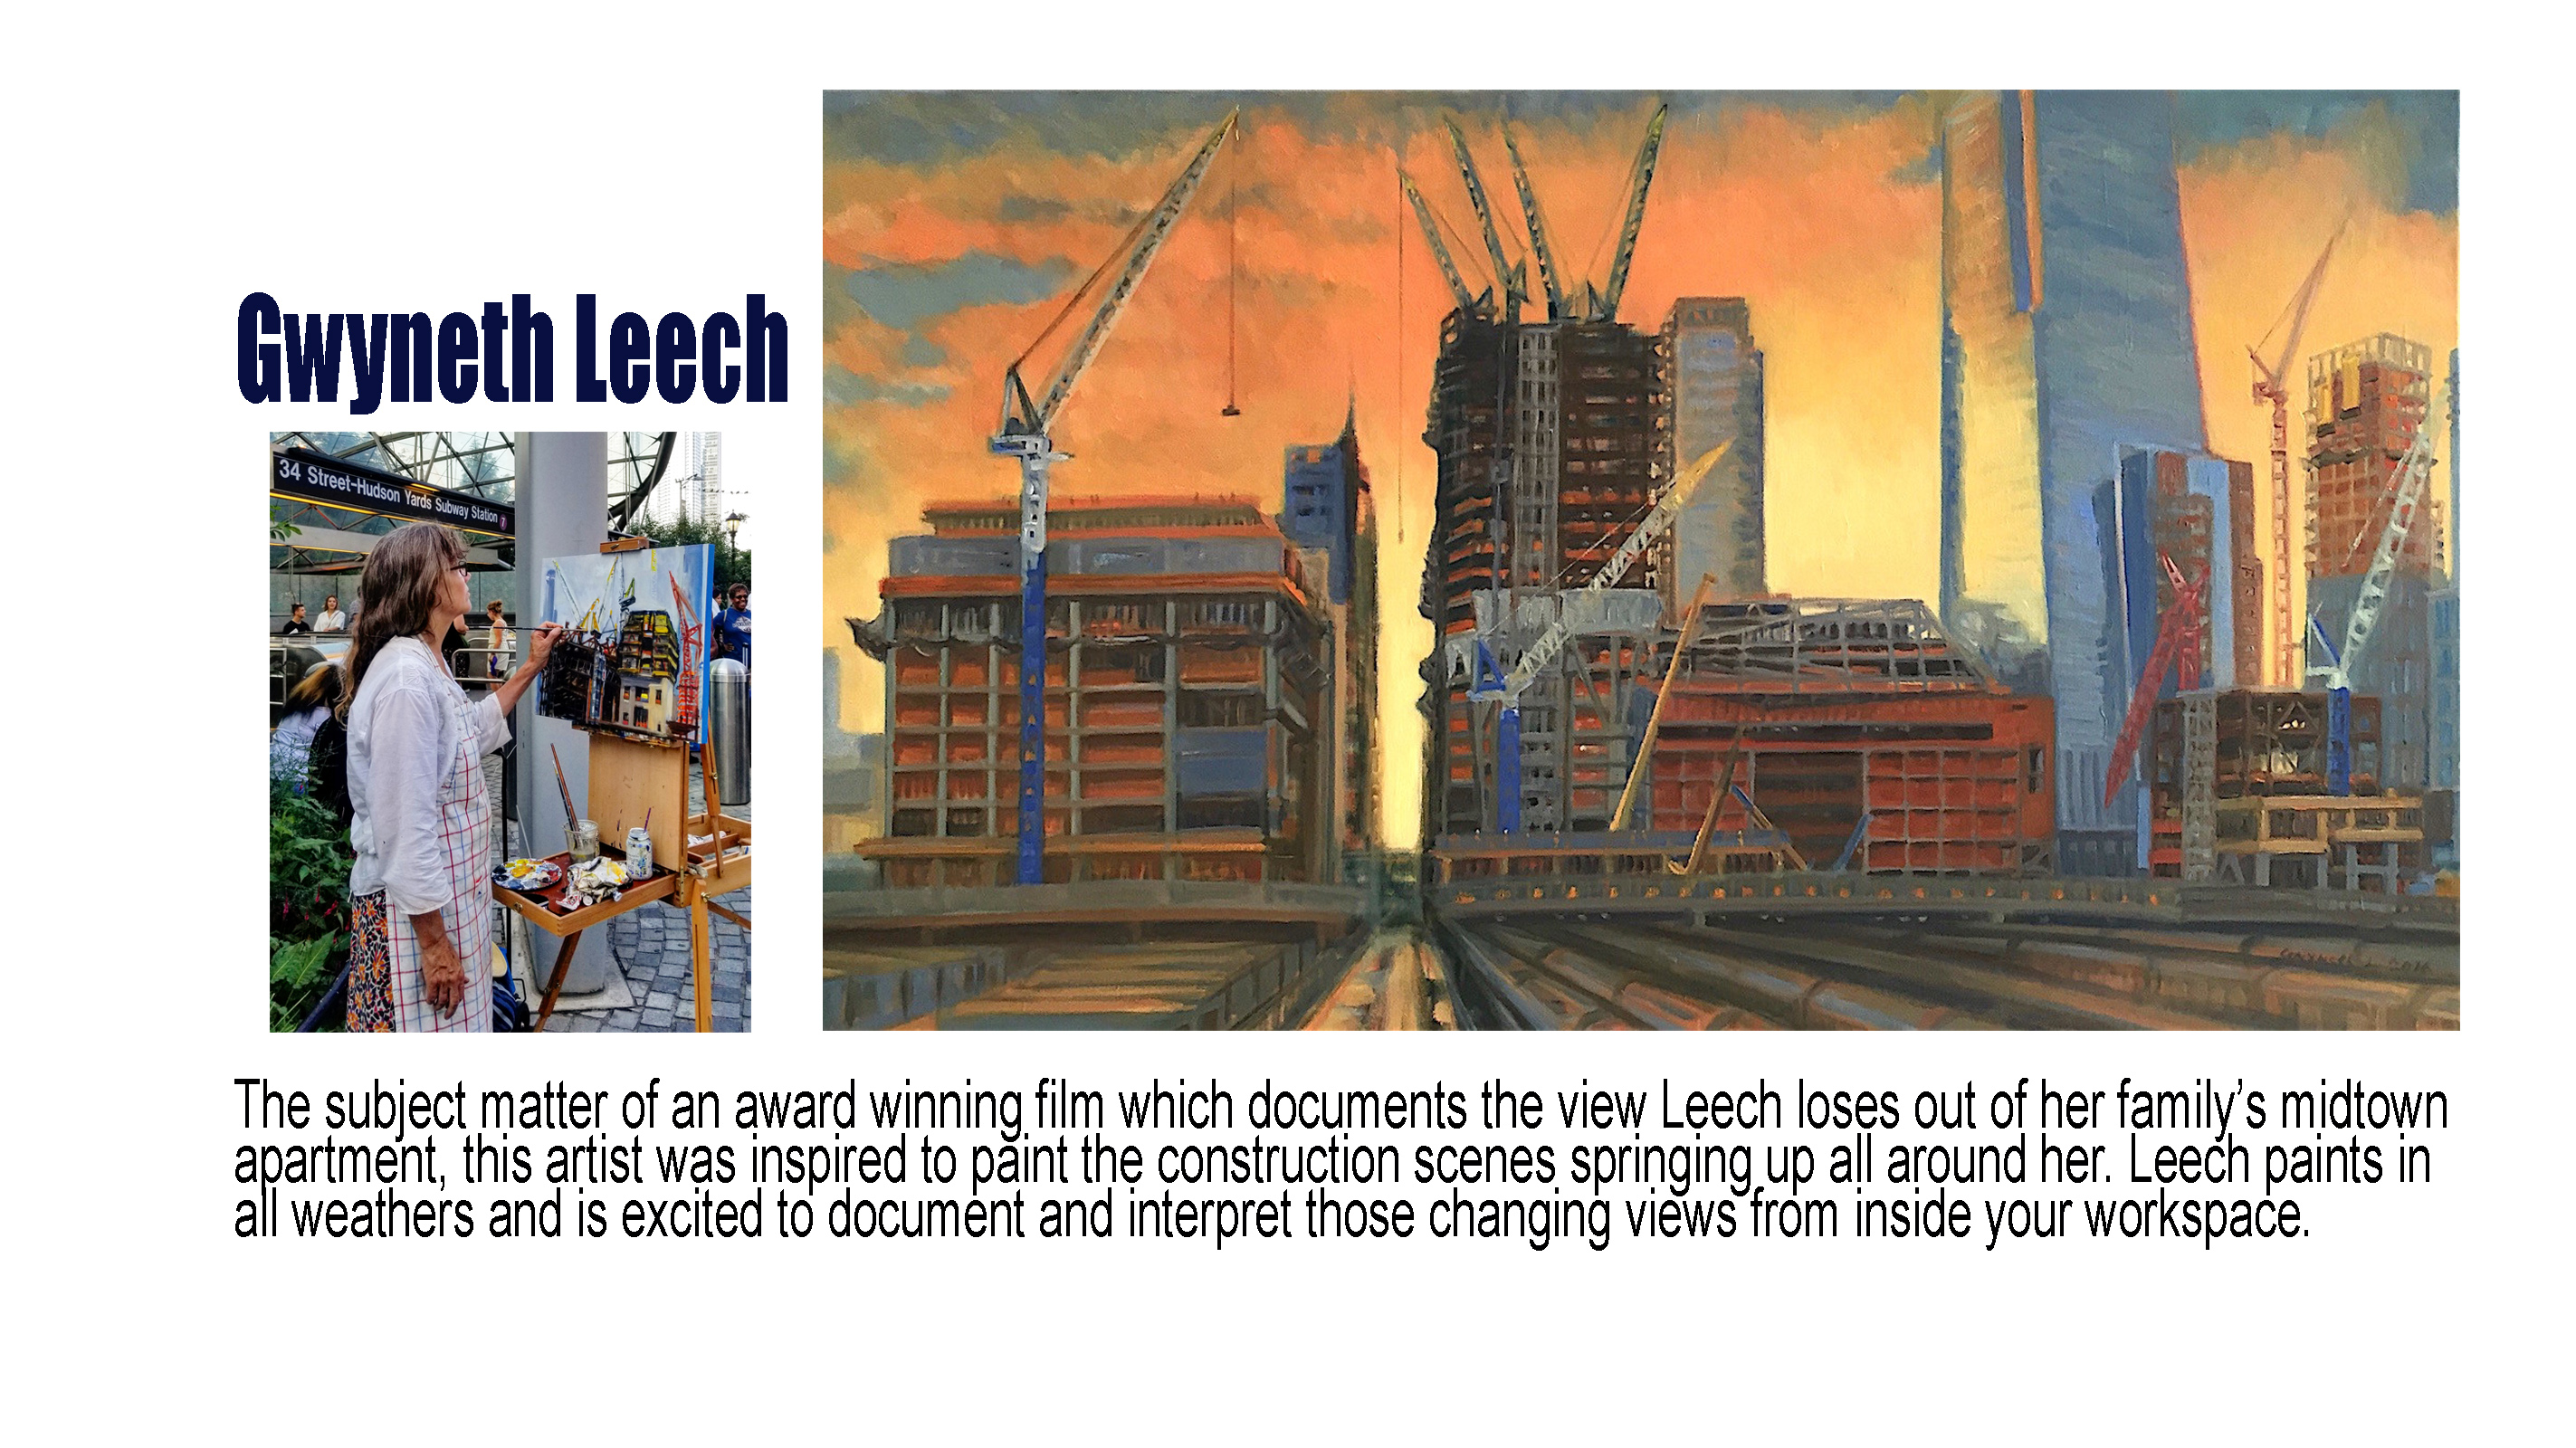 Gwyneth Leech
34 Street-Hudson Yards Subway Station 7
The subject matter of an award winning film which documents the view Leech loses out of her family's midtown
apartment, this artist was inspired to paint the construction scenes springing up all around her. Leech paints in
all weathers and is excited to document and interpret those changing views from inside your workspace.